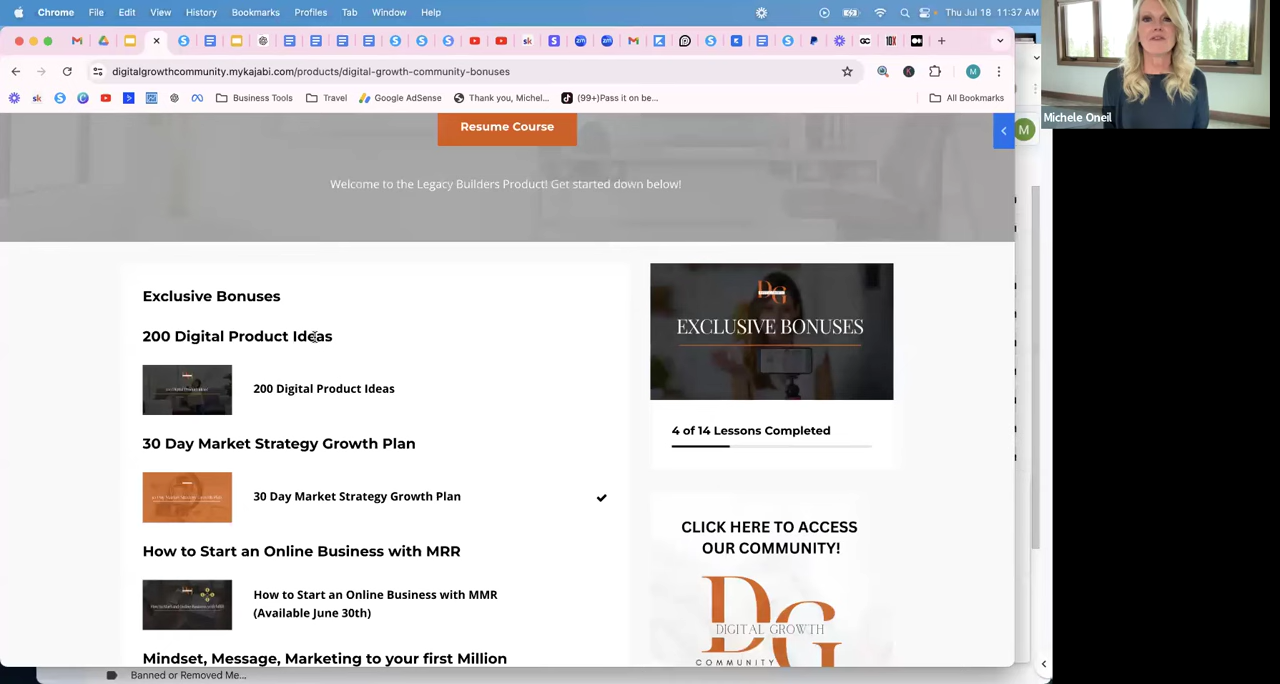 Chrome File Edit View History Bookmarks Profiles Tab Window Help
Thu Jul 18 11:37 AM
digitalgrowthcommunity.mykajabi.com/products/digital-growth-community-bonuses
Business Tools Travel Google AdSense Thank you, Michel... (99+)Pass it on be... All Bookmarks
Michele Oneil
M
Resume Course
Welcome to the Legacy Builders Product! Get started down below!
Exclusive Bonuses
200 Digital Product Ideas
200 Digital Product Ideas
30 Day Market Strategy Growth Plan
30 Day Market Strategy Growth Plan
How to Start an Online Business with MRR
How to Start an Online Business with MMR
(Available June 30th)
Mindset, Message, Marketing to your first Million
DG
EXCLUSIVE BONUSES
4 of 14 Lessons Completed
CLICK HERE TO ACCESS
OUR COMMUNITY!
DG
DIGITAL GROWTH
COMMUNITY
Banned or Removed Me...